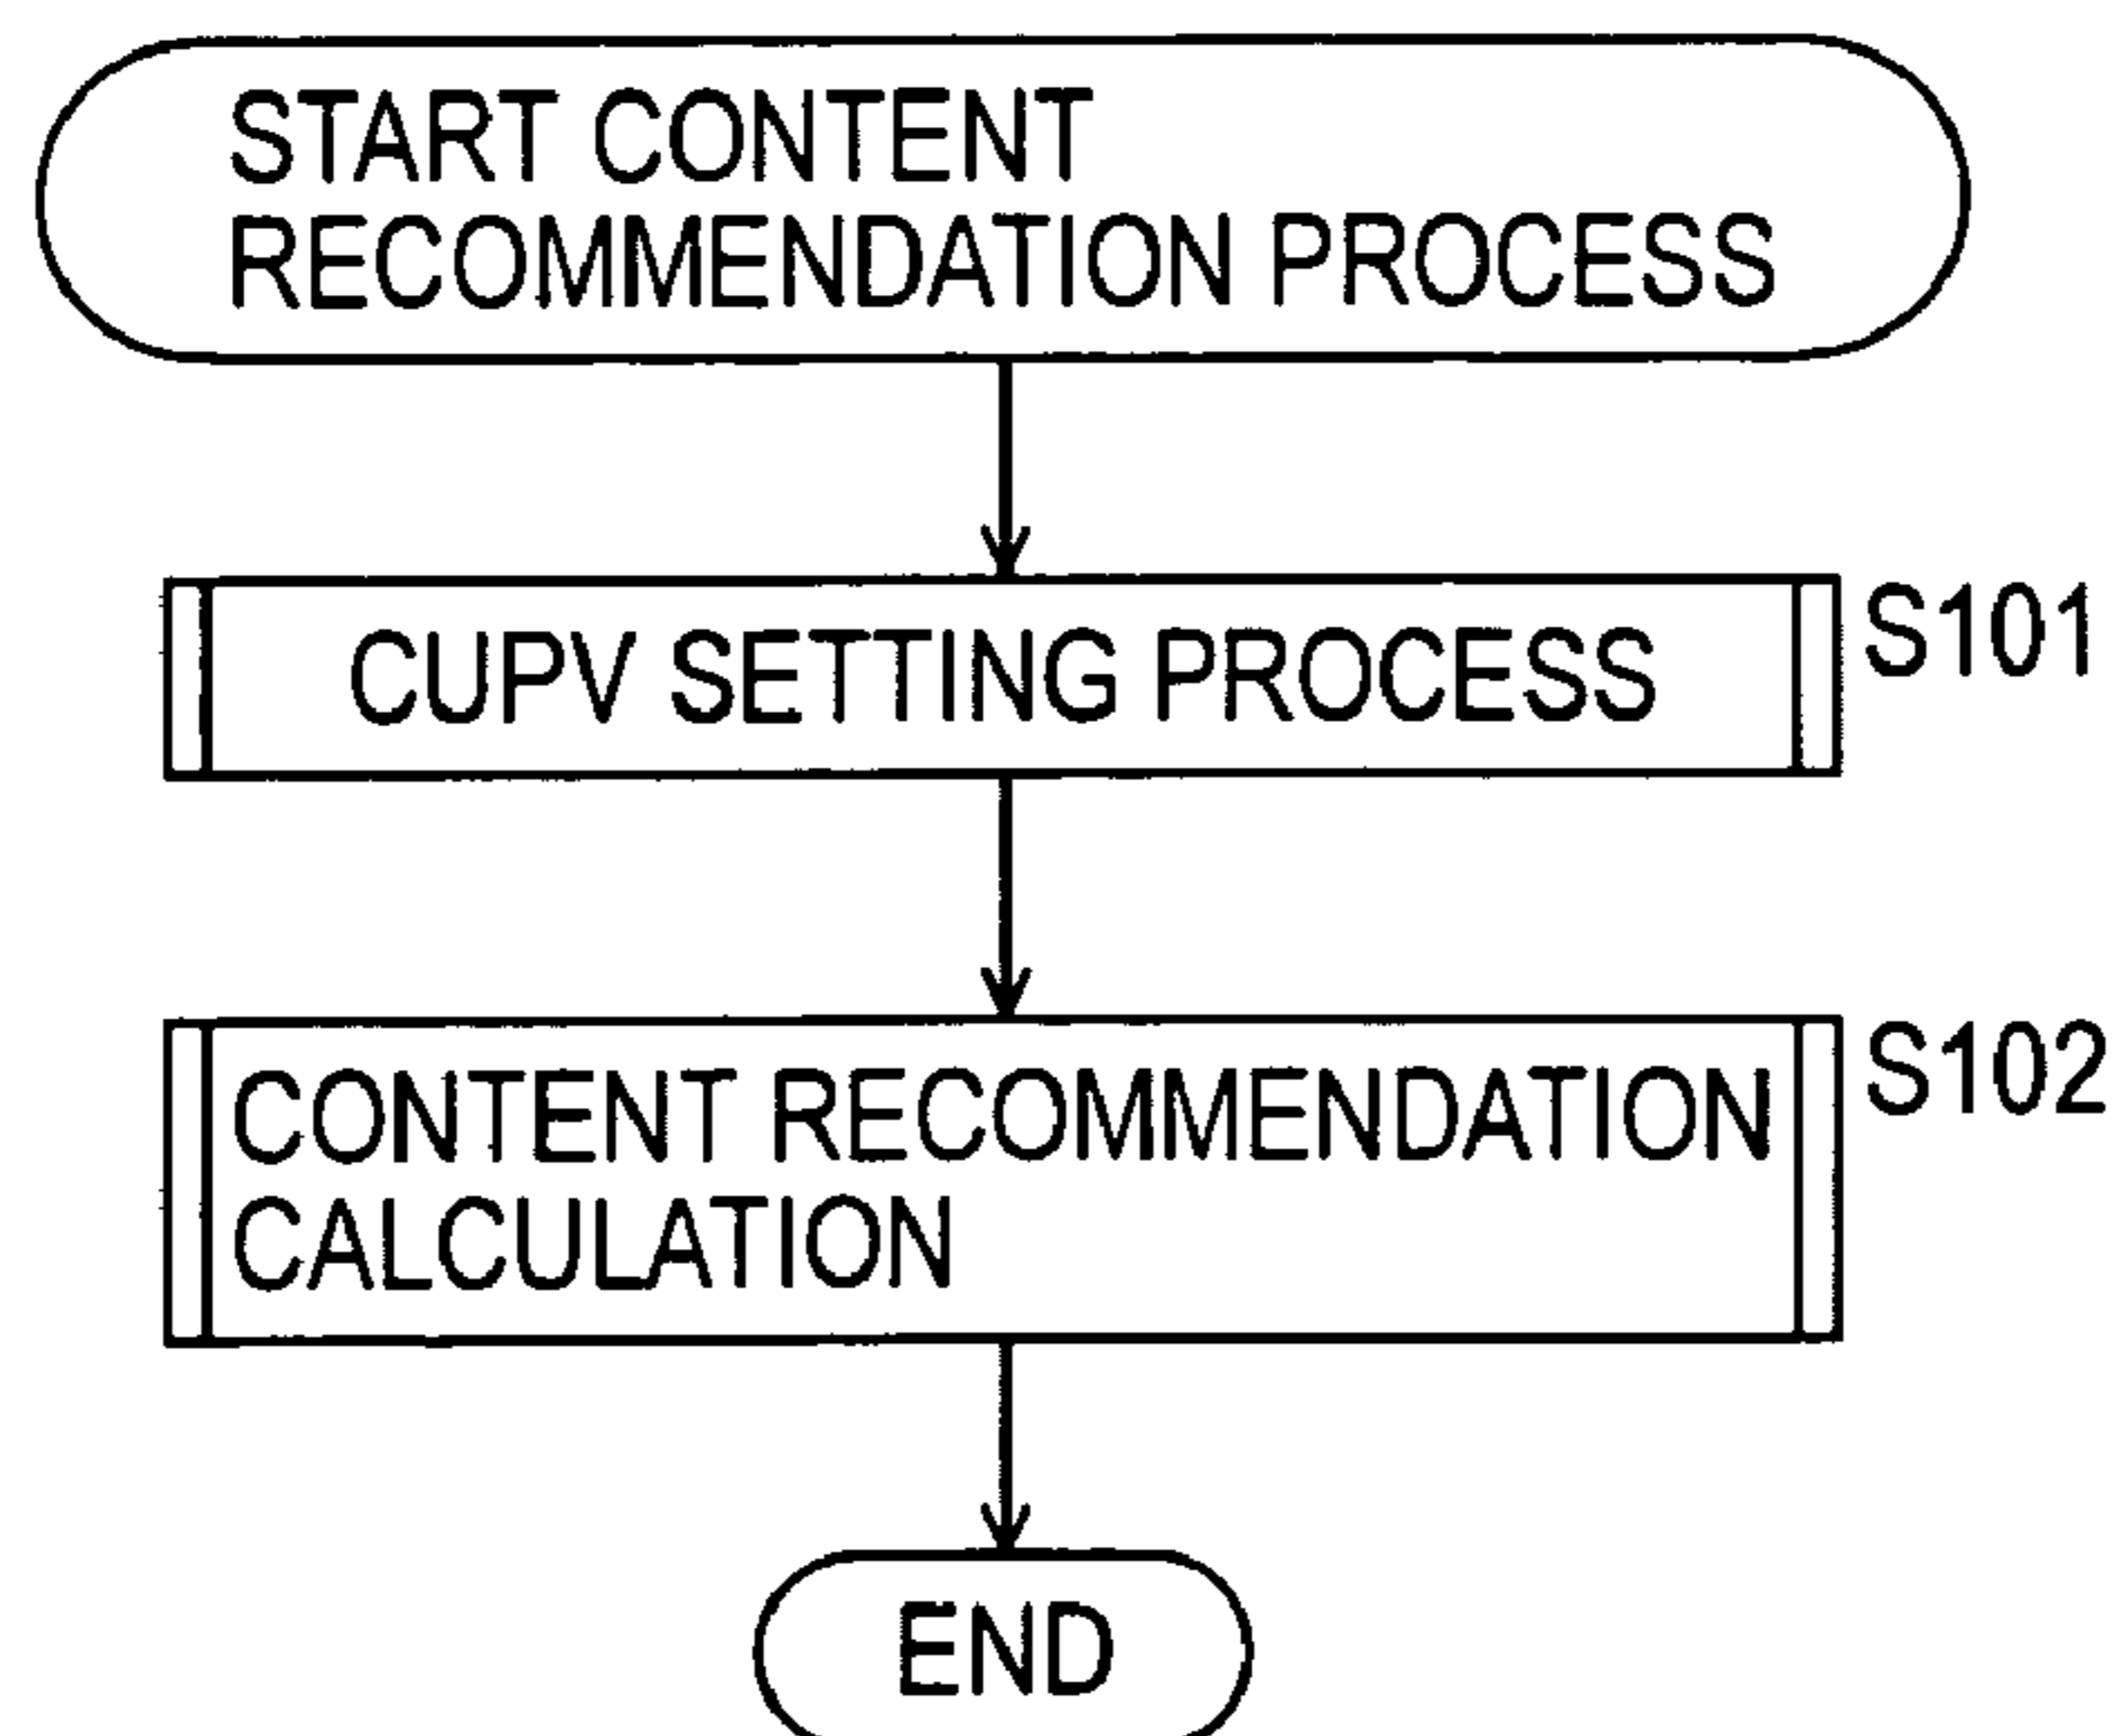 START CONTENT
RECOMMENDATION PROCESS
CUPV SETTING PROCESS
S101
CONTENT RECOMMENDATION
CALCULATION
S102
END